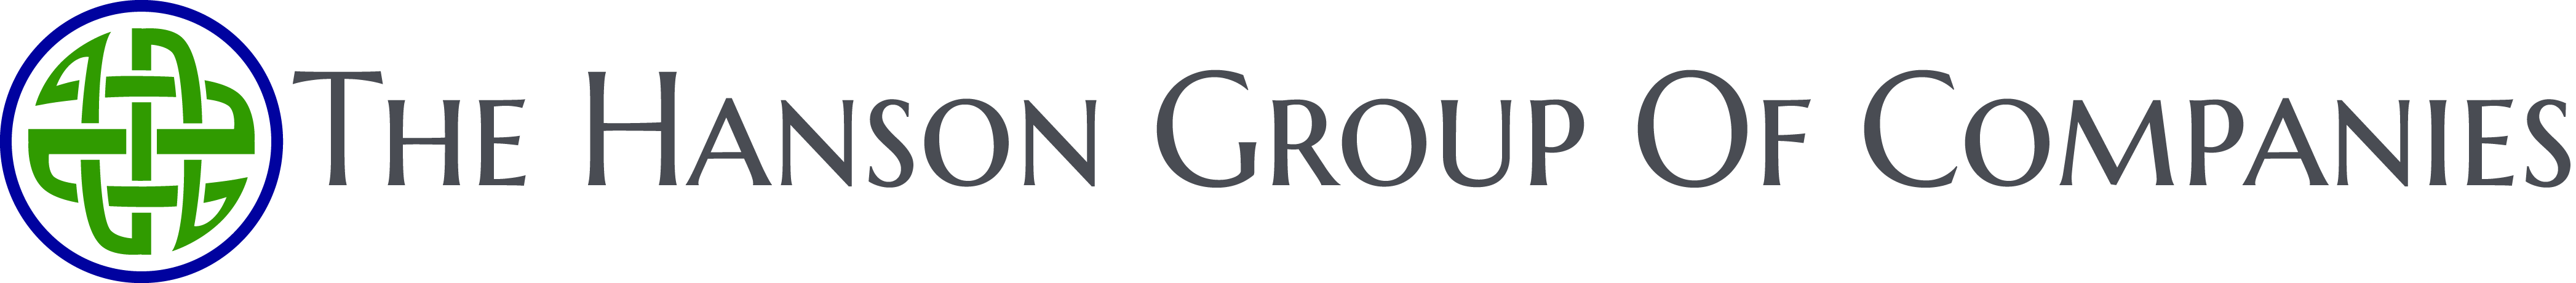 The Hanson Group Of Companies